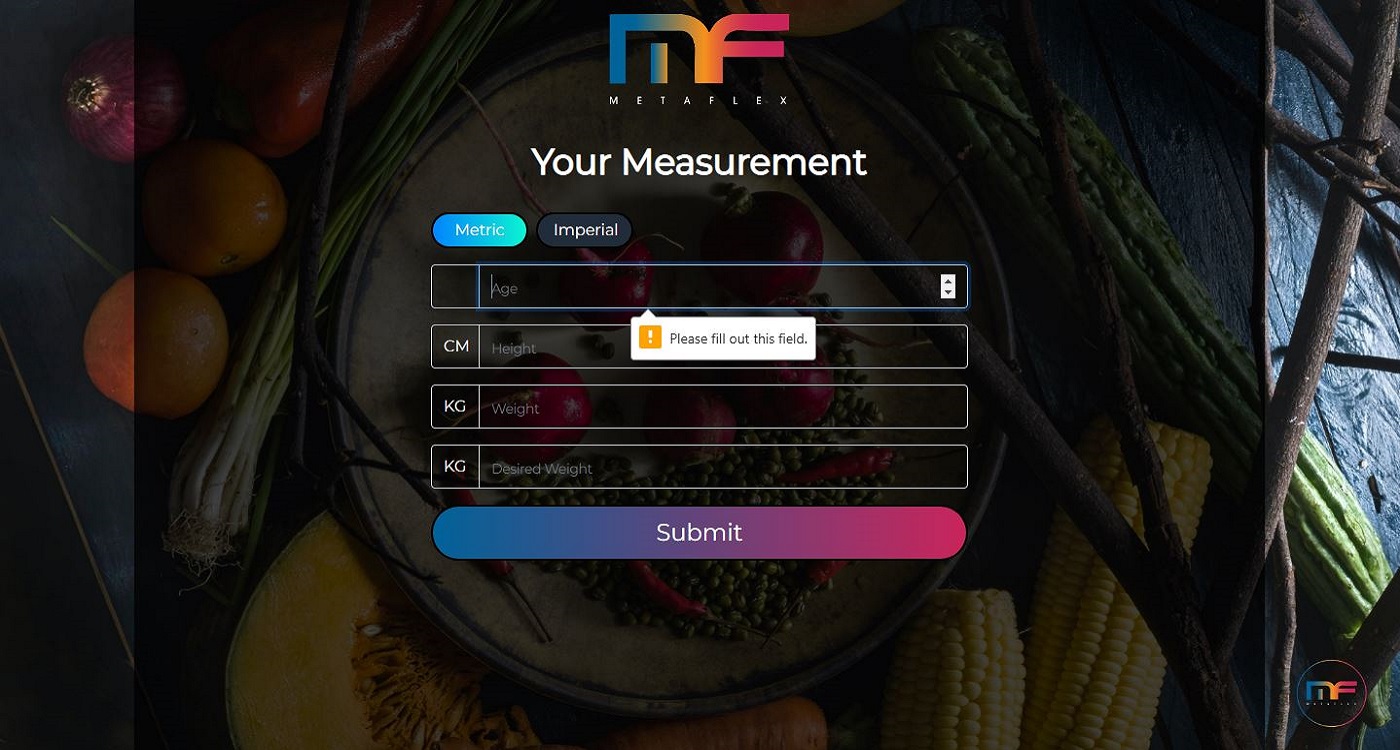 METAFLEX
Your Measurement
Metric Imperial
Age
Please fill out this field.
CM Height
KG Weight
KG Desired Weight
Submit
MF
METAFLEX